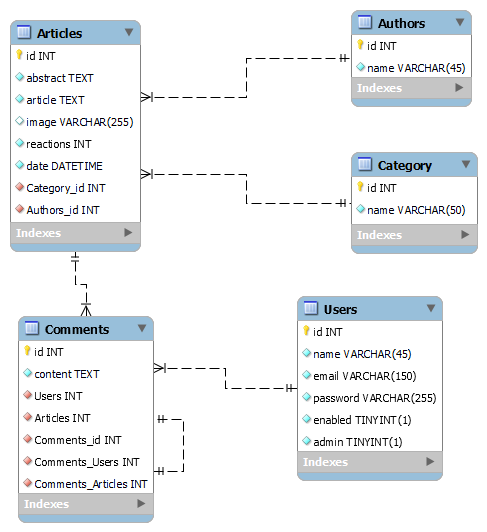 Articles
id INT
abstract TEXT
article TEXT
image VARCHAR(255)
reactions INT
date DATETIME
Category_id INT
Authors_id INT
Indexes
Authors
id INT
name VARCHAR(45)
Indexes
Category
id INT
name VARCHAR(50)
Indexes
Comments
id INT
content TEXT
Users INT
Articles INT
Comments_id INT
Comments_Users INT
Comments_Articles INT
Indexes
Users
id INT
name VARCHAR(45)
email VARCHAR(150)
password VARCHAR(255)
enabled TINYINT(1)
admin TINYINT(1)
Indexes